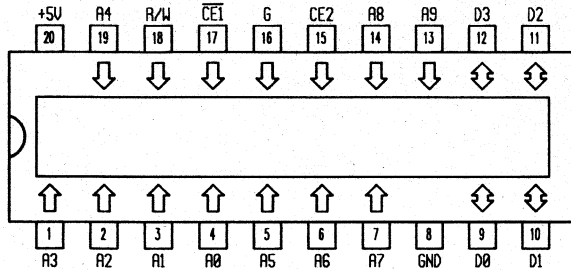 +5V A4 R/W C̅E̅1̅ G CE2 A8 A9 D3 D2
20 19 18 17 16 15 14 13 12 11
1 2 3 4 5 6 7 8 9 10
A3 A2 A1 A0 A5 A6 A7 GND D0 D1